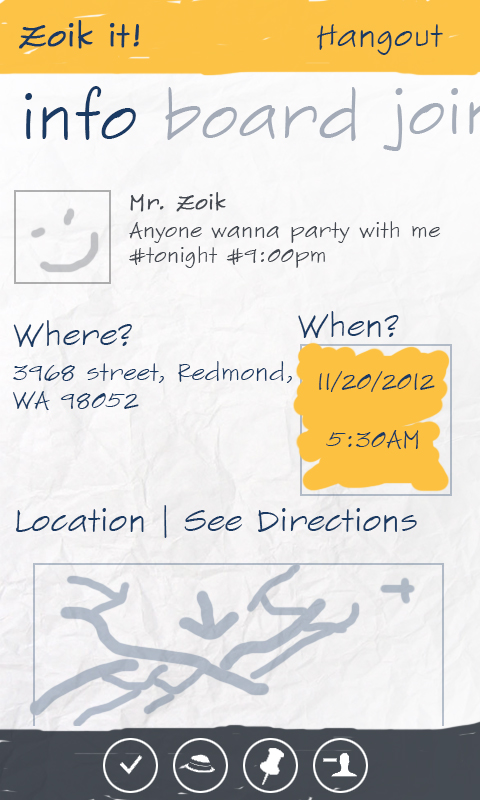 Zoik it!
Hangout
info board join
Mr. Zoik
Anyone wanna party with me
#tonight #9:00pm
Where?
3968 street, Redmond,
WA 98052
When?
11/20/2012
5:30AM
Location | See Directions